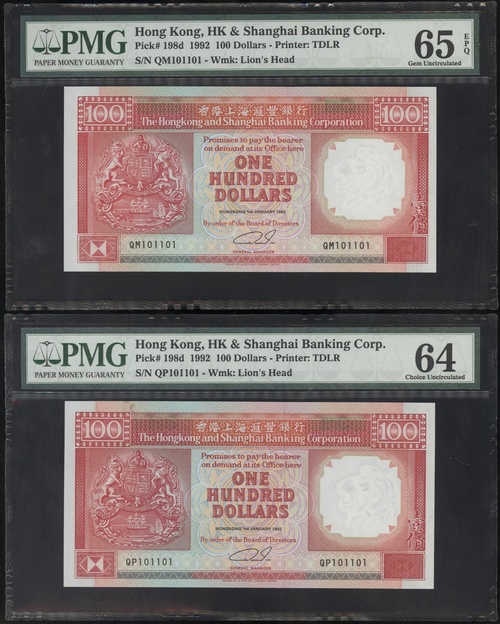 PMG
PAPER MONEY GUARANTY
Hong Kong, HK & Shanghai Banking Corp.
Pick# 198d 1992 100 Dollars - Printer: TDLR
S/N QM101101 - Wmk: Lion's Head
65 EPQ
Gem Uncirculated
100
香港上海滙豐銀行
100
The Hongkong and Shanghai Banking Corporation
Promises to pay the bearer
on demand at its Office here
ONE
HUNDRED
DOLLARS
HONGKONG 1st JANUARY 1992
By order of the Board of Directors
GENERAL MANAGER
QM101101
QM101101
PMG
PAPER MONEY GUARANTY
Hong Kong, HK & Shanghai Banking Corp.
Pick# 198d 1992 100 Dollars - Printer: TDLR
S/N QP101101 - Wmk: Lion's Head
64
Choice Uncirculated
100
香港上海滙豐銀行
100
The Hongkong and Shanghai Banking Corporation
Promises to pay the bearer
on demand at its Office here
ONE
HUNDRED
DOLLARS
HONGKONG 1st JANUARY 1992
By order of the Board of Directors
GENERAL MANAGER
QP101101
QP101101